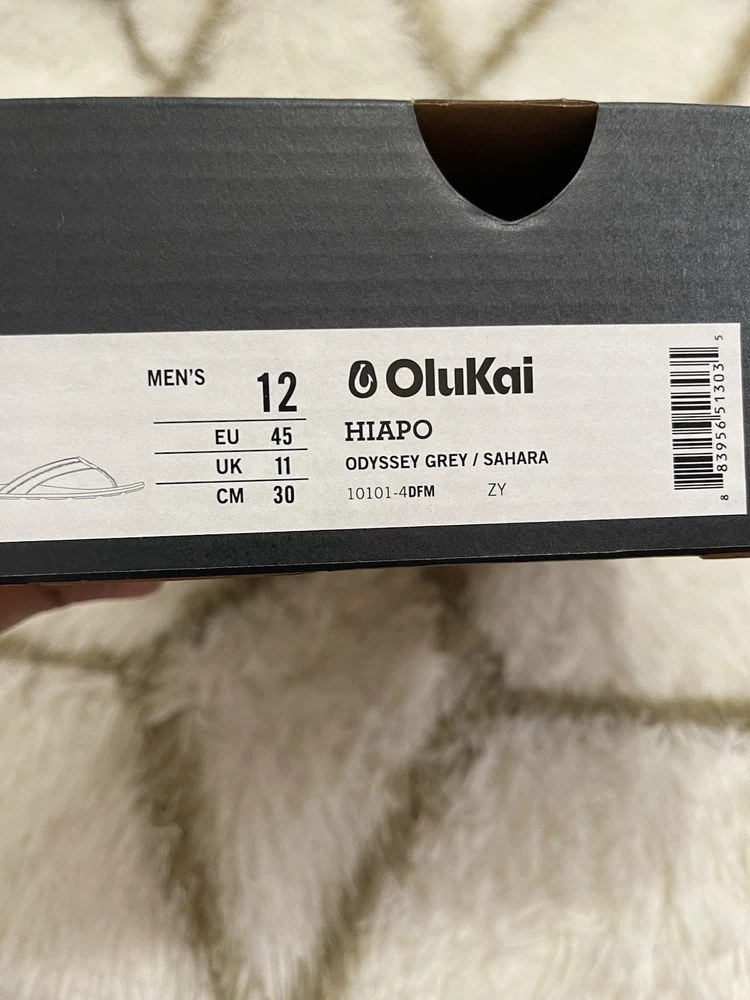 MEN'S 12
EU 45
UK 11
CM 30
OluKai
HIAPO
ODYSSEY GREY / SAHARA
10101-4DFM ZY
8 83956 51303 5